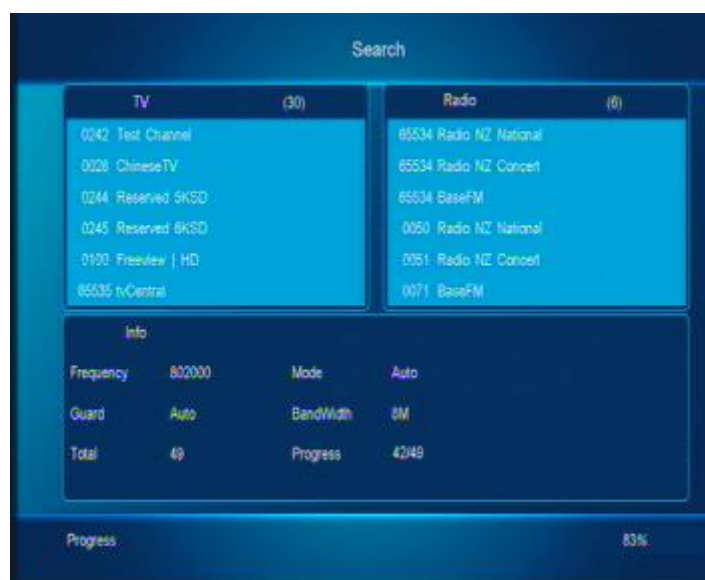 Search
TV (30)
0242 Test Channel
0028 ChineseTV
0244 Reserved 5KSD
0245 Reserved 6KSD
0100 Freeview | HD
65535 tvCentral
Radio (6)
65534 Radio NZ National
65534 Radio NZ Concert
65534 BaseFM
0050 Radio NZ National
0051 Radio NZ Concert
0071 BaseFM
Info
Frequency 802000 Mode Auto
Guard Auto BandWidth 8M
Total 49 Progress 42/49
Progress 83%